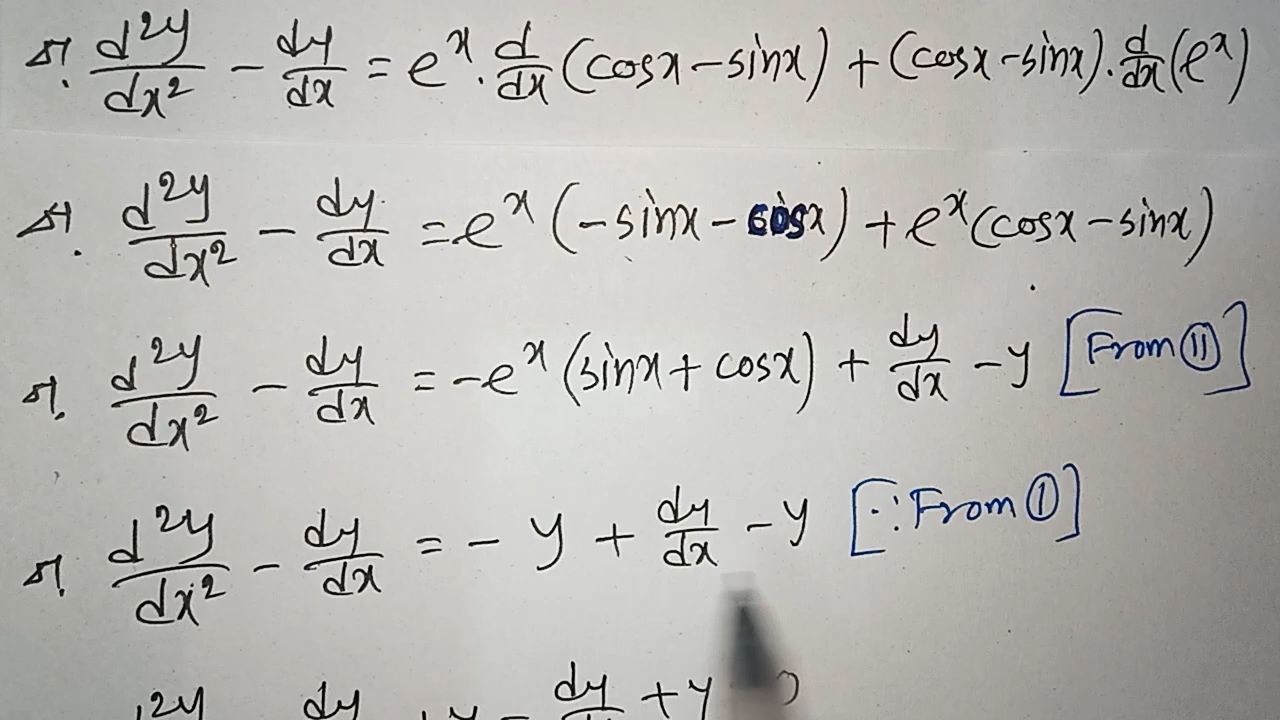 বা. d²y/dx² - dy/dx = eˣ. d/dx (cosx - sinx) + (cosx - sinx). d/dx (eˣ)
বা. d²y/dx² - dy/dx = eˣ (-sinx - cosx) + eˣ (cosx - sinx)
বা. d²y/dx² - dy/dx = -eˣ (sinx + cosx) + dy/dx - y [From ⑪]
বা. d²y/dx² - dy/dx = - y + dy/dx - y [∵ From ①]